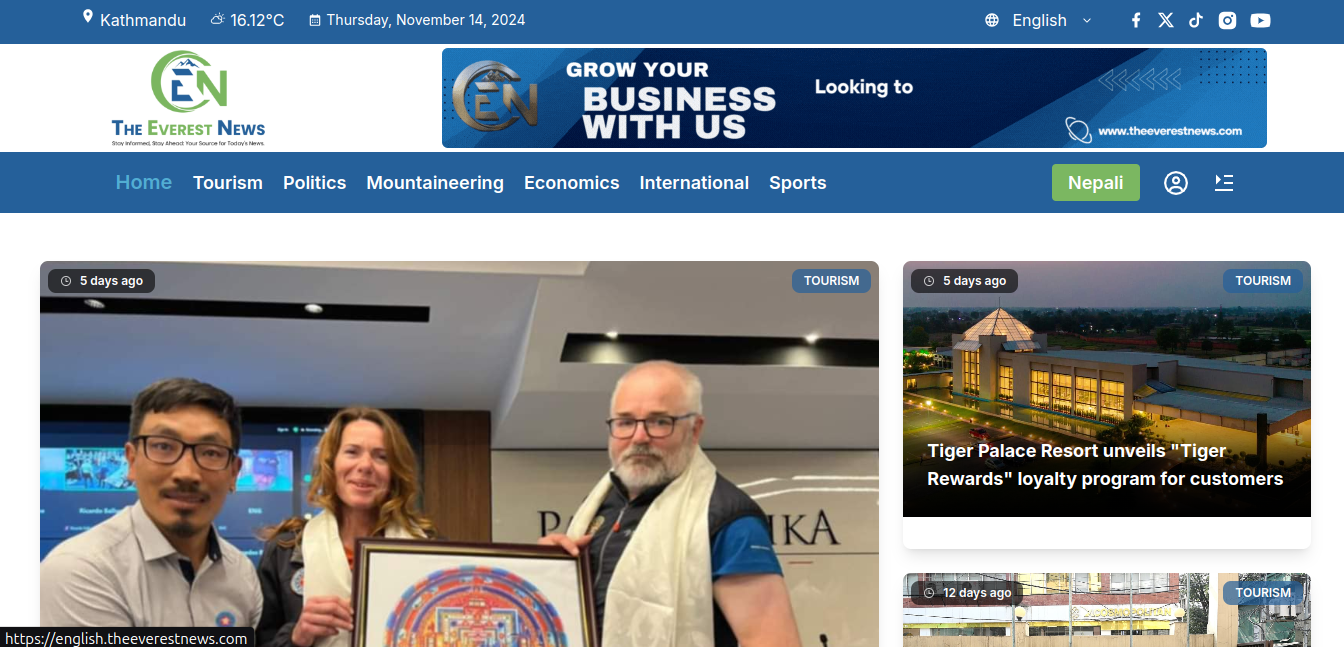 Kathmandu 16.12°C Thursday, November 14, 2024 English
EN
THE EVEREST NEWS
Stay Informed, Stay Ahead: Your Source for Today's News.
EN
GROW YOUR
BUSINESS
WITH US
Looking to
www.theeverestnews.com
Home Tourism Politics Mountaineering Economics International Sports Nepali
5 days ago TOURISM
5 days ago TOURISM
Tiger Palace Resort unveils "Tiger
Rewards" loyalty program for customers
12 days ago TOURISM
https://english.theeverestnews.com